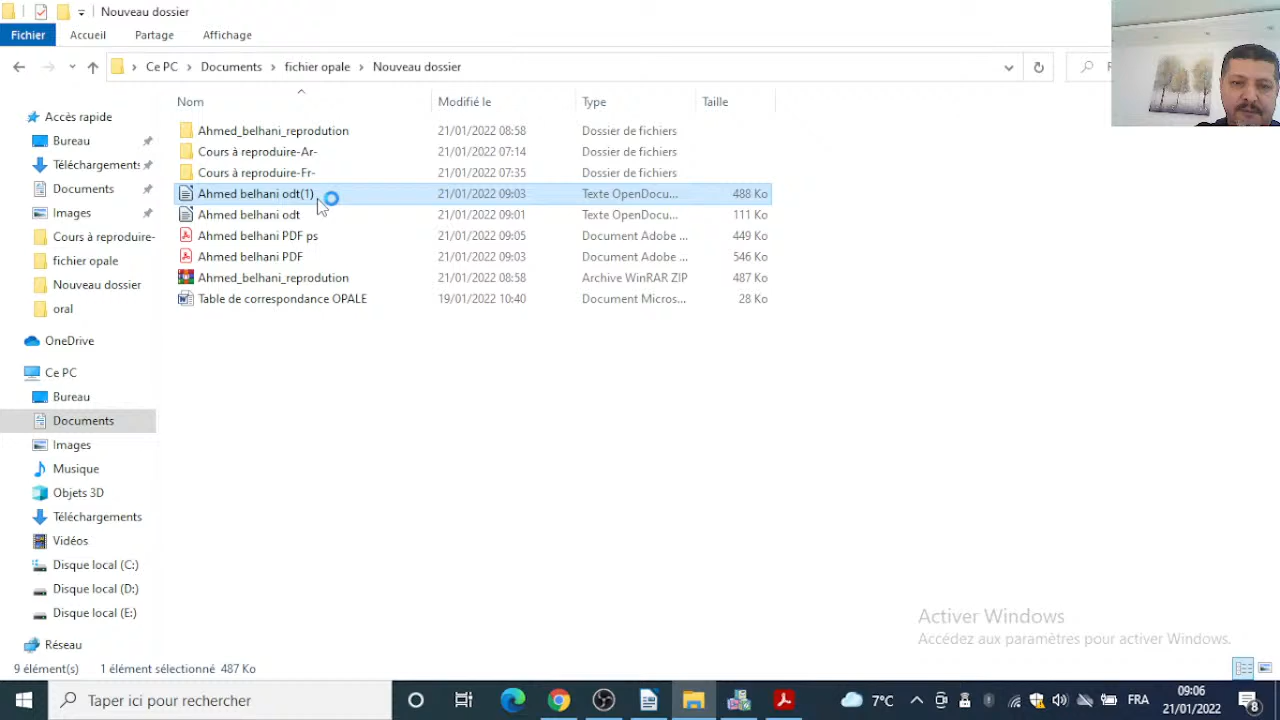 Nouveau dossier
Fichier Accueil Partage Affichage
Ce PC Documents fichier opale Nouveau dossier
Nom Modifié le Type Taille
Ahmed_belhani_reprodution 21/01/2022 08:58 Dossier de fichiers
Cours à reproduire-Ar- 21/01/2022 07:14 Dossier de fichiers
Cours à reproduire-Fr- 21/01/2022 07:35 Dossier de fichiers
Ahmed belhani odt(1) 21/01/2022 09:03 Texte OpenDocu... 488 Ko
Ahmed belhani odt 21/01/2022 09:01 Texte OpenDocu... 111 Ko
Ahmed belhani PDF ps 21/01/2022 09:05 Document Adobe ... 449 Ko
Ahmed belhani PDF 21/01/2022 09:03 Document Adobe ... 546 Ko
Ahmed_belhani_reprodution 21/01/2022 08:58 Archive WinRAR ZIP 487 Ko
Table de correspondance OPALE 19/01/2022 10:40 Document Micros... 28 Ko
Accès rapide
Bureau
Téléchargements
Documents
Images
Cours à reproduire-
fichier opale
Nouveau dossier
oral
OneDrive
Ce PC
Bureau
Documents
Images
Musique
Objets 3D
Téléchargements
Vidéos
Disque local (C:)
Disque local (D:)
Disque local (E:)
Réseau
Activer Windows
Accédez aux paramètres pour activer Windows.
9 élément(s) 1 élément sélectionné 487 Ko
Taper ici pour rechercher
7°C
FRA
09:06
21/01/2022
8